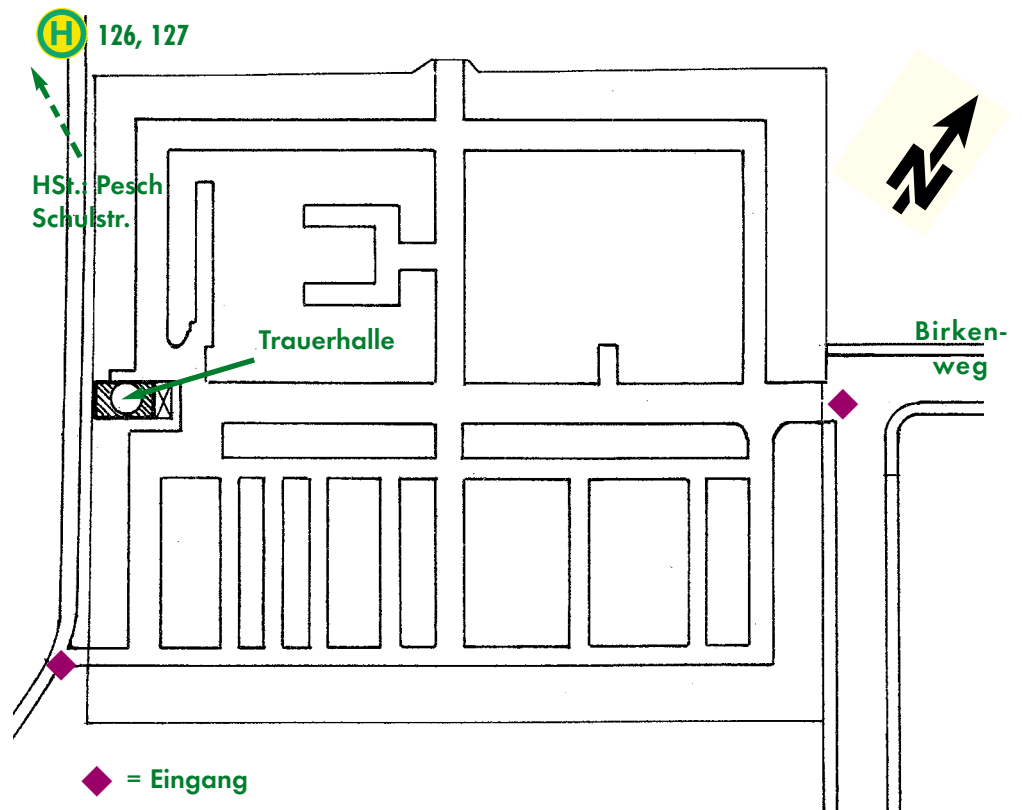 H 126, 127
HSt.: Pesch
Schulstr.
N
Trauerhalle
Birken-
weg
= Eingang